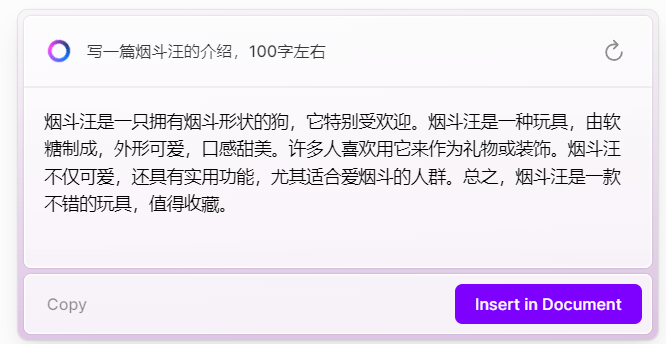 写一篇烟斗汪的介绍，100字左右
烟斗汪是一只拥有烟斗形状的狗，它特别受欢迎。烟斗汪是一种玩具，由软
糖制成，外形可爱，口感甜美。许多人喜欢用它来作为礼物或装饰。烟斗汪
不仅可爱，还具有实用功能，尤其适合爱烟斗的人群。总之，烟斗汪是一款
不错的玩具，值得收藏。
Copy
Insert in Document